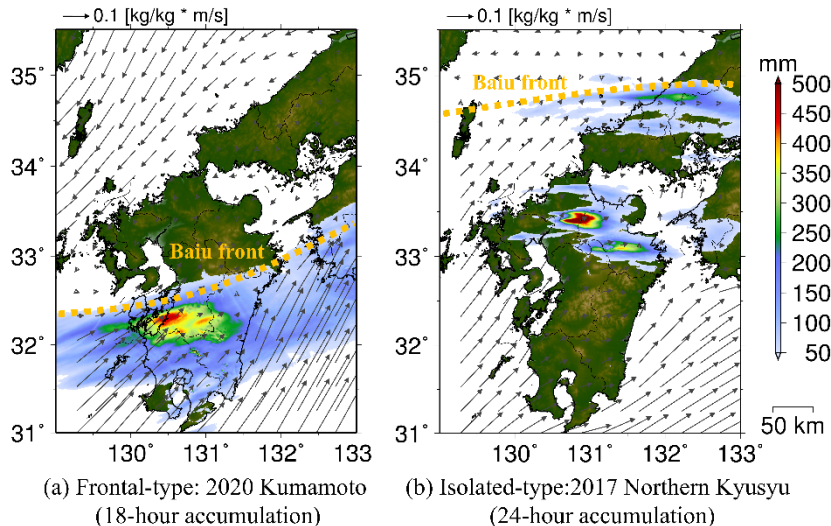 0.1 [kg/kg * m/s]
0.1 [kg/kg * m/s]
35˚
34˚
33˚
32˚
31˚
130˚ 131˚ 132˚ 133˚
Baiu front
35˚
34˚
33˚
32˚
31˚
130˚ 131˚ 132˚ 133˚
Baiu front
mm
500
450
400
350
300
250
200
150
100
50
50 km
(a) Frontal-type: 2020 Kumamoto
(18-hour accumulation)
(b) Isolated-type:2017 Northern Kyusyu
(24-hour accumulation)